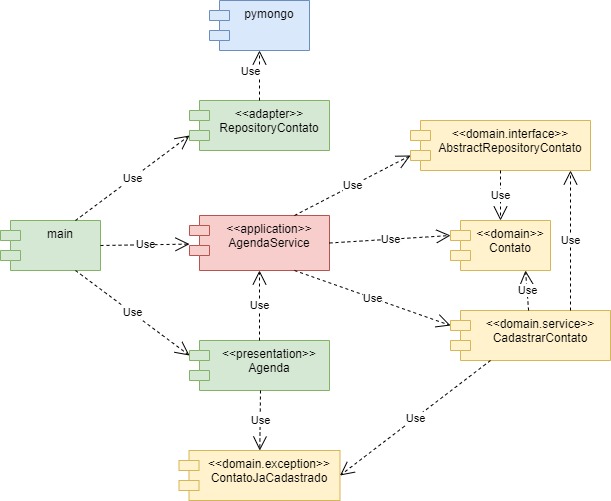 pymongo
Use
<<adapter>>
RepositoryContato
<<domain.interface>>
AbstractRepositoryContato
Use
Use
Use
main
<<application>>
AgendaService
<<domain>>
Contato
Use
Use
Use
Use
Use
Use
Use
<<domain.service>>
CadastrarContato
<<presentation>>
Agenda
Use
Use
<<domain.exception>>
ContatoJaCadastrado